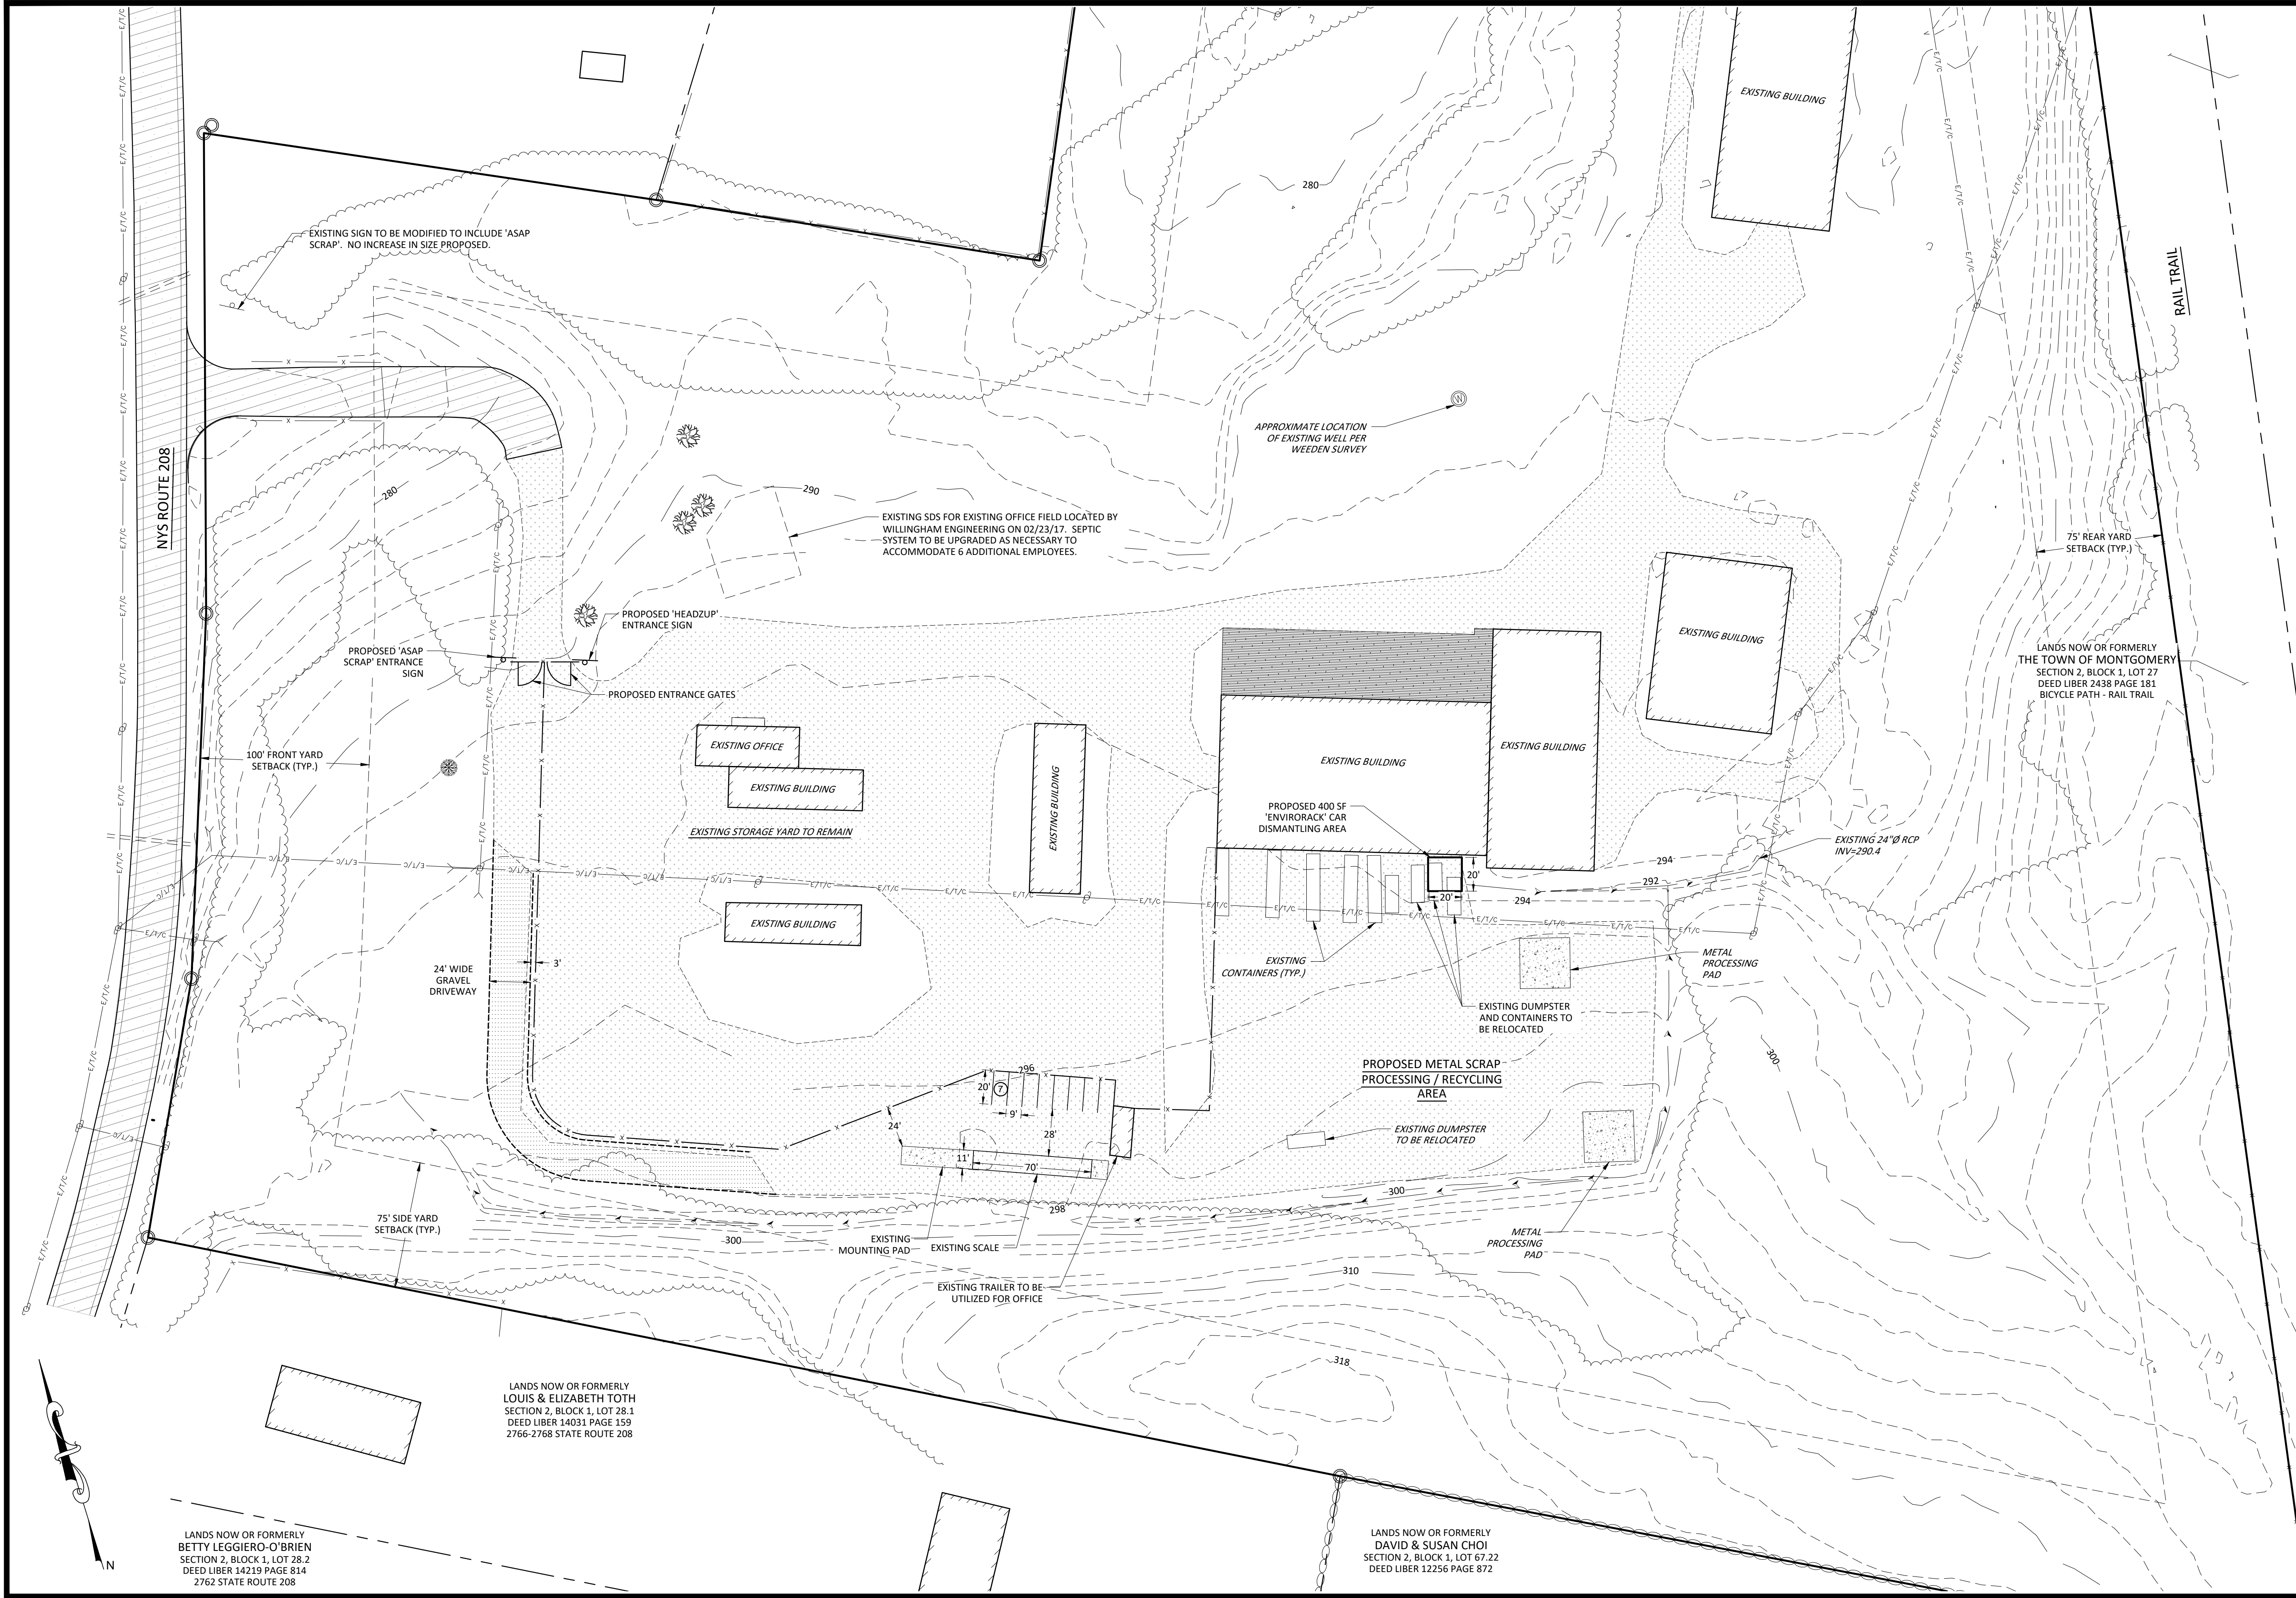 EXISTING BUILDING
280
RAIL TRAIL
EXISTING SIGN TO BE MODIFIED TO INCLUDE 'ASAP
SCRAP'. NO INCREASE IN SIZE PROPOSED.
NYS ROUTE 208
280
290
APPROXIMATE LOCATION
OF EXISTING WELL PER
WEEDEN SURVEY
W
EXISTING SDS FOR EXISTING OFFICE FIELD LOCATED BY
WILLINGHAM ENGINEERING ON 02/23/17. SEPTIC
SYSTEM TO BE UPGRADED AS NECESSARY TO
ACCOMMODATE 6 ADDITIONAL EMPLOYEES.
75' REAR YARD
SETBACK (TYP.)
PROPOSED 'HEADZUP'
ENTRANCE SIGN
PROPOSED 'ASAP
SCRAP' ENTRANCE
SIGN
PROPOSED ENTRANCE GATES
EXISTING BUILDING
LANDS NOW OR FORMERLY
THE TOWN OF MONTGOMERY
SECTION 2, BLOCK 1, LOT 27
DEED LIBER 2438 PAGE 181
BICYCLE PATH - RAIL TRAIL
100' FRONT YARD
SETBACK (TYP.)
EXISTING OFFICE
EXISTING BUILDING
EXISTING STORAGE YARD TO REMAIN
EXISTING BUILDING
EXISTING BUILDING
EXISTING BUILDING
PROPOSED 400 SF
'ENVIRORACK' CAR
DISMANTLING AREA
20'
20'
294
292
294
EXISTING 24"Ø RCP
INV=290.4
EXISTING BUILDING
24' WIDE
GRAVEL
DRIVEWAY
3'
EXISTING
CONTAINERS (TYP.)
METAL
PROCESSING
PAD
EXISTING DUMPSTER
AND CONTAINERS TO
BE RELOCATED
300
PROPOSED METAL SCRAP
PROCESSING / RECYCLING
AREA
296
20'
7
9'
24'
28'
11'
70'
EXISTING DUMPSTER
TO BE RELOCATED
300
298
300
75' SIDE YARD
SETBACK (TYP.)
EXISTING
MOUNTING PAD
EXISTING SCALE
METAL
PROCESSING
PAD
310
EXISTING TRAILER TO BE
UTILIZED FOR OFFICE
318
LANDS NOW OR FORMERLY
LOUIS & ELIZABETH TOTH
SECTION 2, BLOCK 1, LOT 28.1
DEED LIBER 14031 PAGE 159
2766-2768 STATE ROUTE 208
N
LANDS NOW OR FORMERLY
BETTY LEGGIERO-O'BRIEN
SECTION 2, BLOCK 1, LOT 28.2
DEED LIBER 14219 PAGE 814
2762 STATE ROUTE 208
LANDS NOW OR FORMERLY
DAVID & SUSAN CHOI
SECTION 2, BLOCK 1, LOT 67.22
DEED LIBER 12256 PAGE 872
E/T/C